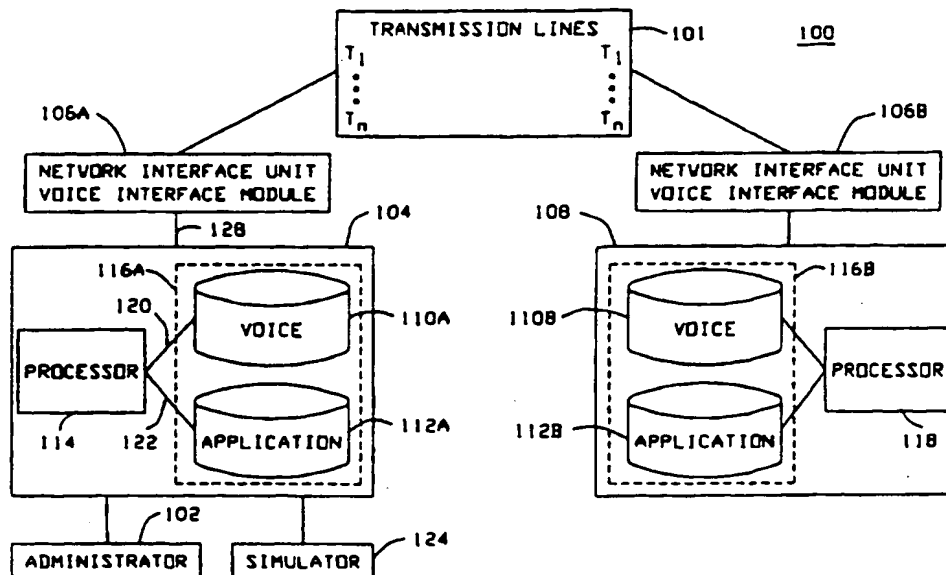 TRANSMISSION LINES
101
100
T1 T1
Tn Tn
106A
106B
NETWORK INTERFACE UNIT
VOICE INTERFACE MODULE
NETWORK INTERFACE UNIT
VOICE INTERFACE MODULE
128
104
108
116A
116B
120
VOICE
110A
110B
VOICE
PROCESSOR
PROCESSOR
114
122
APPLICATION
112A
112B
APPLICATION
118
102
ADMINISTRATOR
SIMULATOR
124